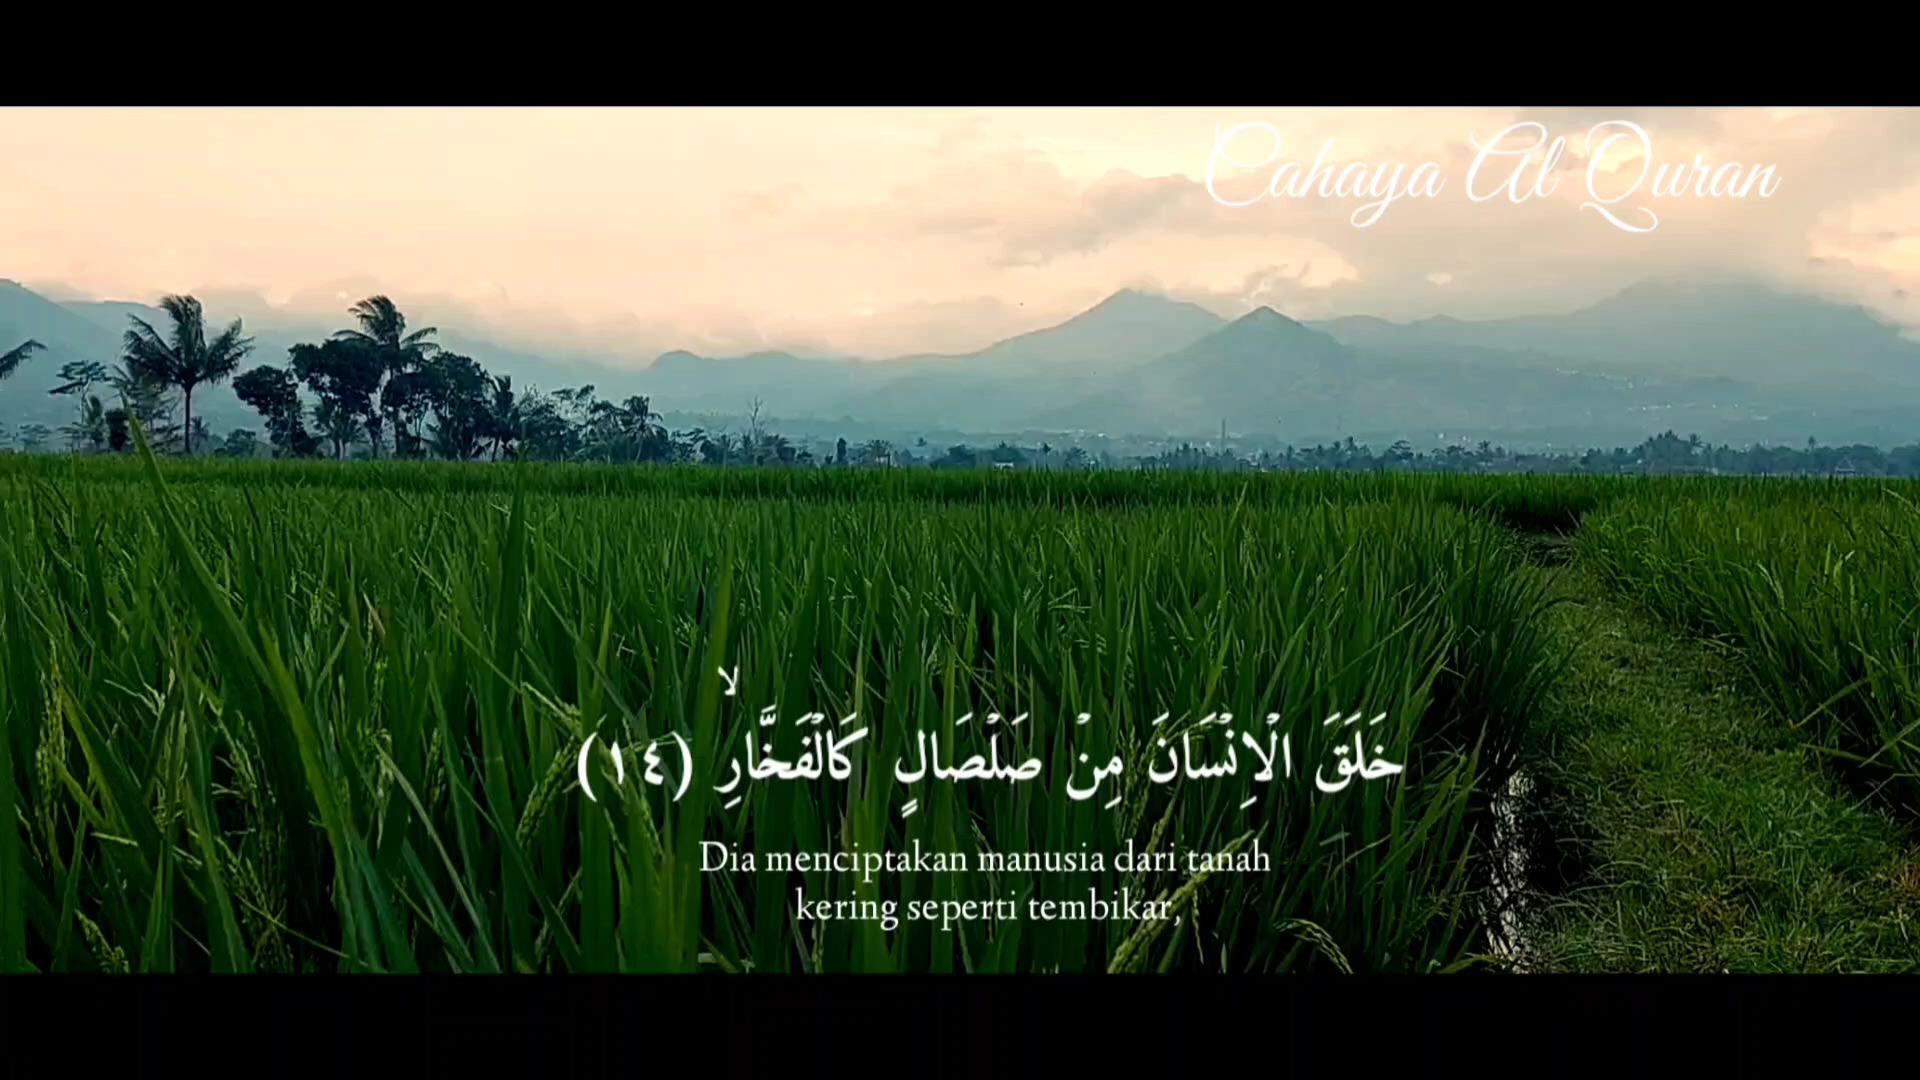 Cahaya Al Quran
خَلَقَ الْاِنْسَانَ مِنْ صَلْصَالٍ كَالْفَخَّارِۙ (١٤)
Dia menciptakan manusia dari tanah
kering seperti tembikar,